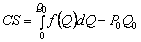 CS = ∫₀^{Q₀} f(Q)dQ − P₀Q₀